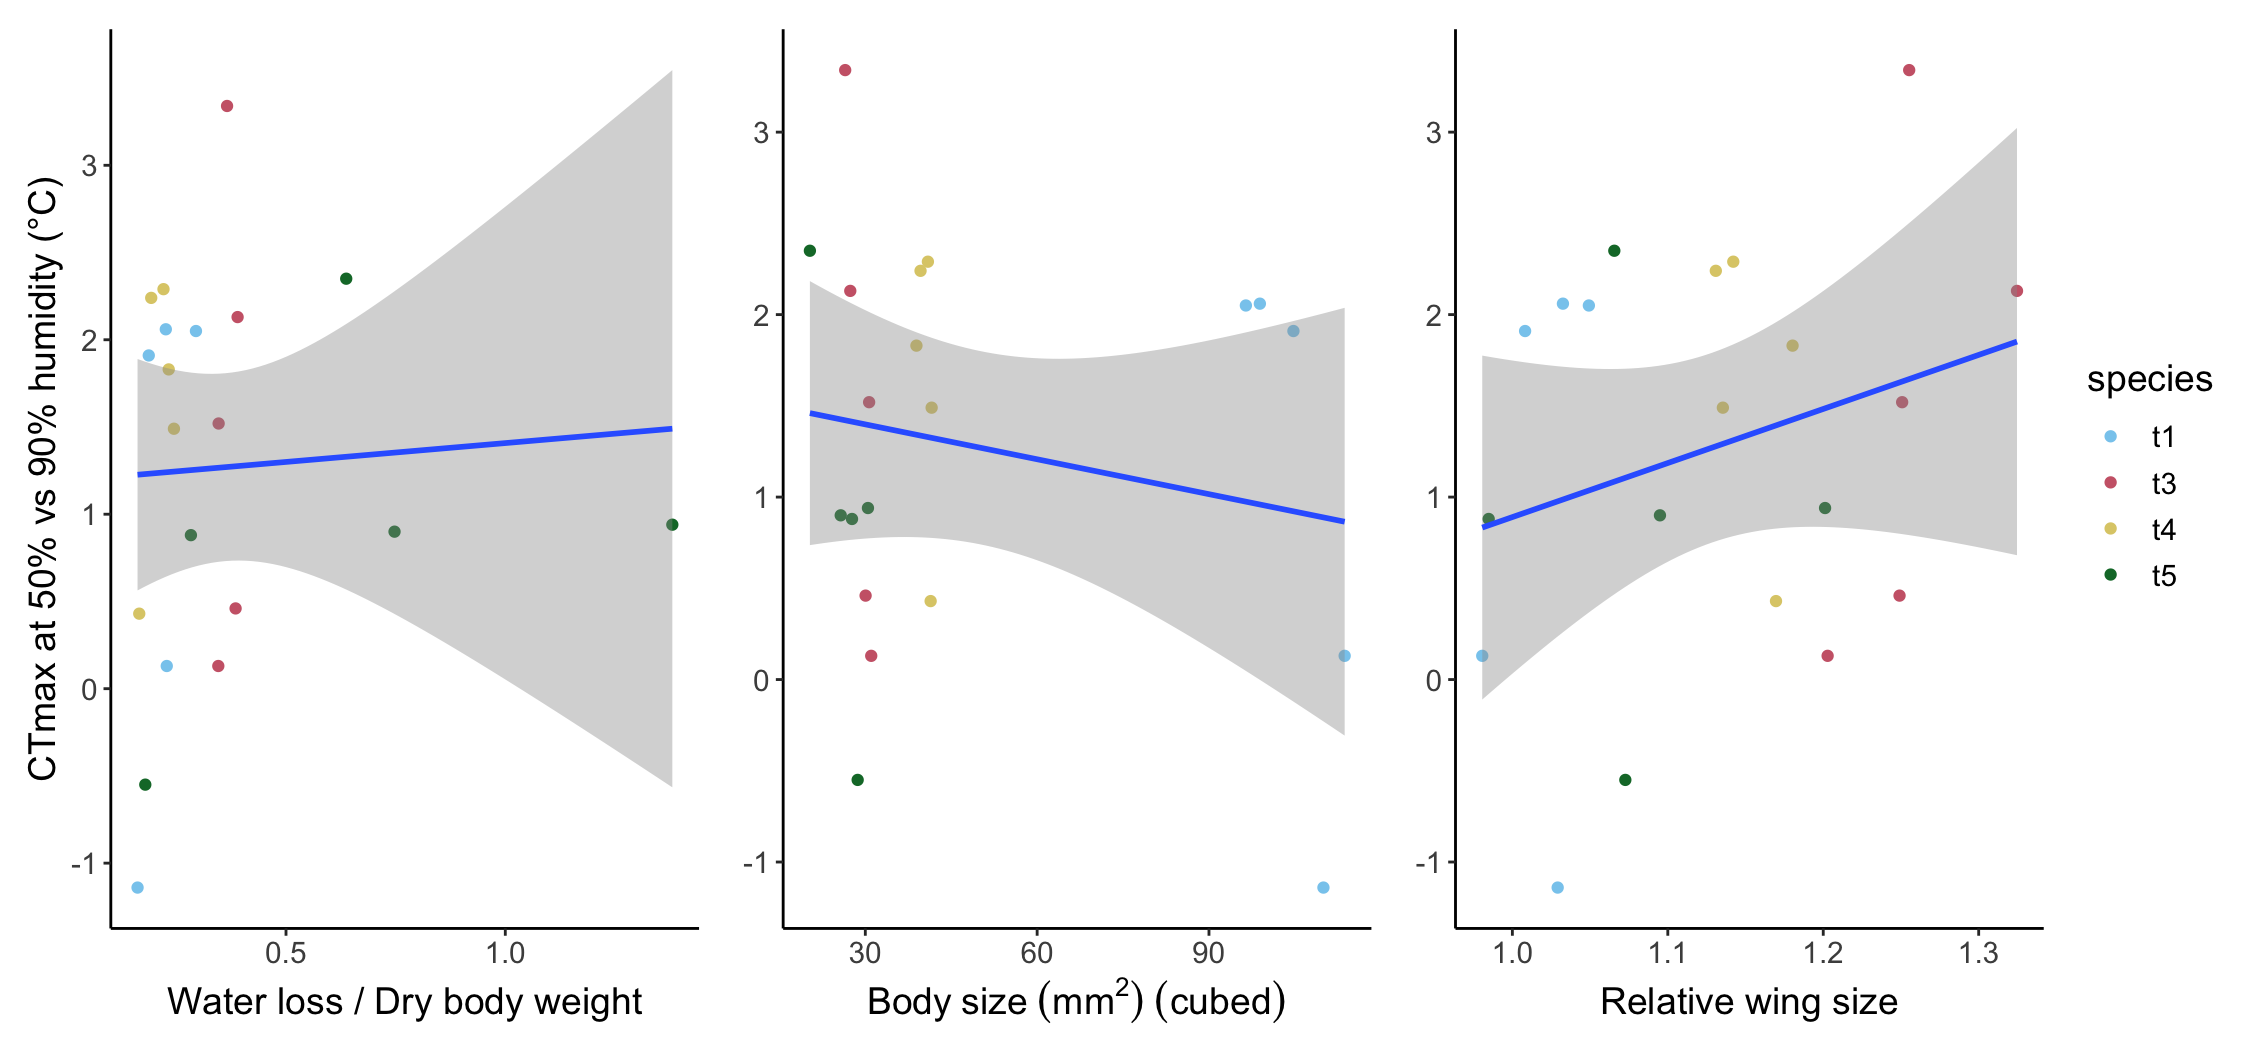 CTmax at 50% vs 90% humidity (°C)
3
2
1
0
-1
0.5 1.0
Water loss / Dry body weight
3
2
1
0
-1
30 60 90
Body size (mm²) (cubed)
3
2
1
0
-1
1.0 1.1 1.2 1.3
Relative wing size
species
t1
t3
t4
t5